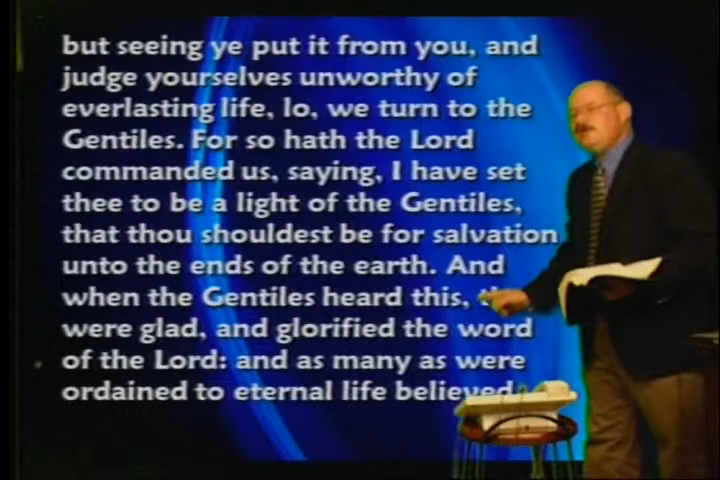 but seeing ye put it from you, and
judge yourselves unworthy of
everlasting life, lo, we turn to the
Gentiles. For so hath the Lord
commanded us, saying, I have set
thee to be a light of the Gentiles,
that thou shouldest be for salvation
unto the ends of the earth. And
when the Gentiles heard this,
were glad, and glorified the word
of the Lord: and as many as were
ordained to eternal life believed